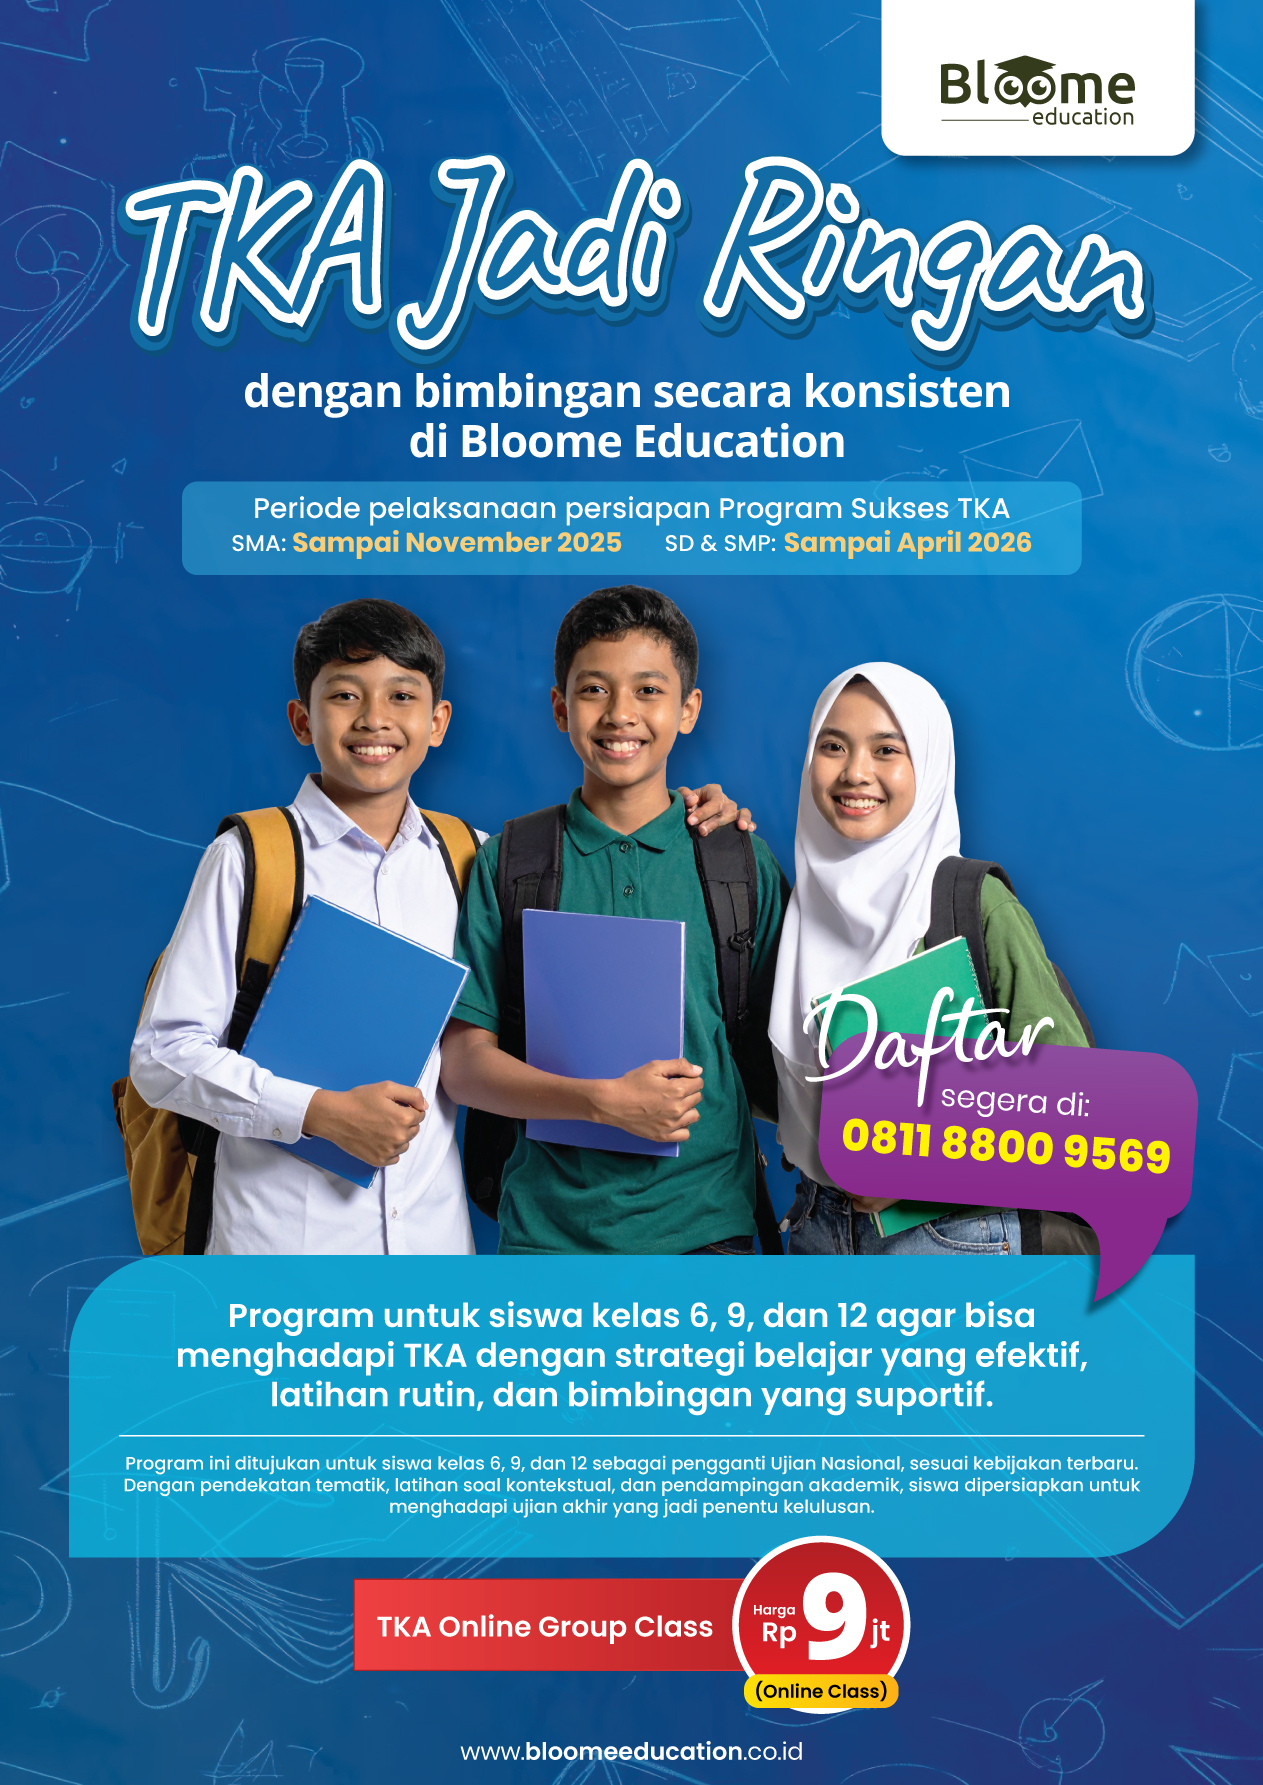 Bloome
education
TKA Jadi Ringan
dengan bimbingan secara konsisten
di Bloome Education
Periode pelaksanaan persiapan Program Sukses TKA
SMA: Sampai November 2025 SD & SMP: Sampai April 2026
Daftar
segera di:
0811 8800 9569
Program untuk siswa kelas 6, 9, dan 12 agar bisa
menghadapi TKA dengan strategi belajar yang efektif,
latihan rutin, dan bimbingan yang suportif.
Program ini ditujukan untuk siswa kelas 6, 9, dan 12 sebagai pengganti Ujian Nasional, sesuai kebijakan terbaru.
Dengan pendekatan tematik, latihan soal kontekstual, dan pendampingan akademik, siswa dipersiapkan untuk
menghadapi ujian akhir yang jadi penentu kelulusan.
TKA Online Group Class
Harga
Rp 9 jt
(Online Class)
www.bloomeeducation.co.id